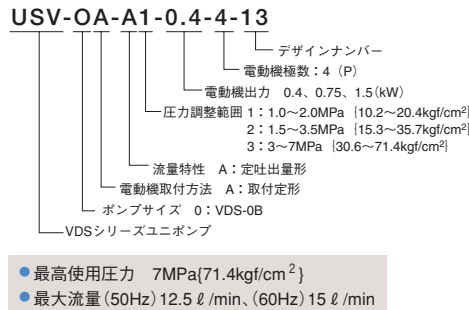 USV-OA-A1-0.4-4-13
デザインナンバー
電動機極数：4（P）
電動機出力　0.4、0.75、1.5（kW）
圧力調整範囲 1：1.0～2.0MPa ｛10.2～20.4kgf/cm²｝
2：1.5～3.5MPa ｛15.3～35.7kgf/cm²｝
3：3～7MPa ｛30.6～71.4kgf/cm²｝
流量特性　A：定吐出量形
電動機取付方法　A：取付定形
ポンプサイズ　0：VDS-0B
VDSシリーズユニポンプ
●最高使用圧力　7MPa{71.4kgf/cm²}
●最大流量（50Hz）12.5ℓ/min、（60Hz）15ℓ/min